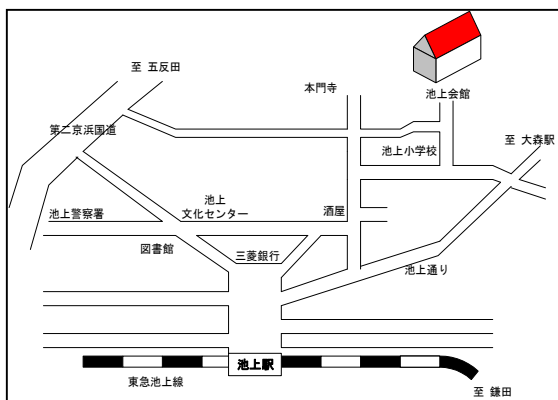 至 五反田
本門寺
池上会館
第二京浜国道
至 大森駅
池上小学校
池上
文化センター
池上警察署
酒屋
図書館
三菱銀行
池上通り
池上駅
東急池上線
至 鎌田